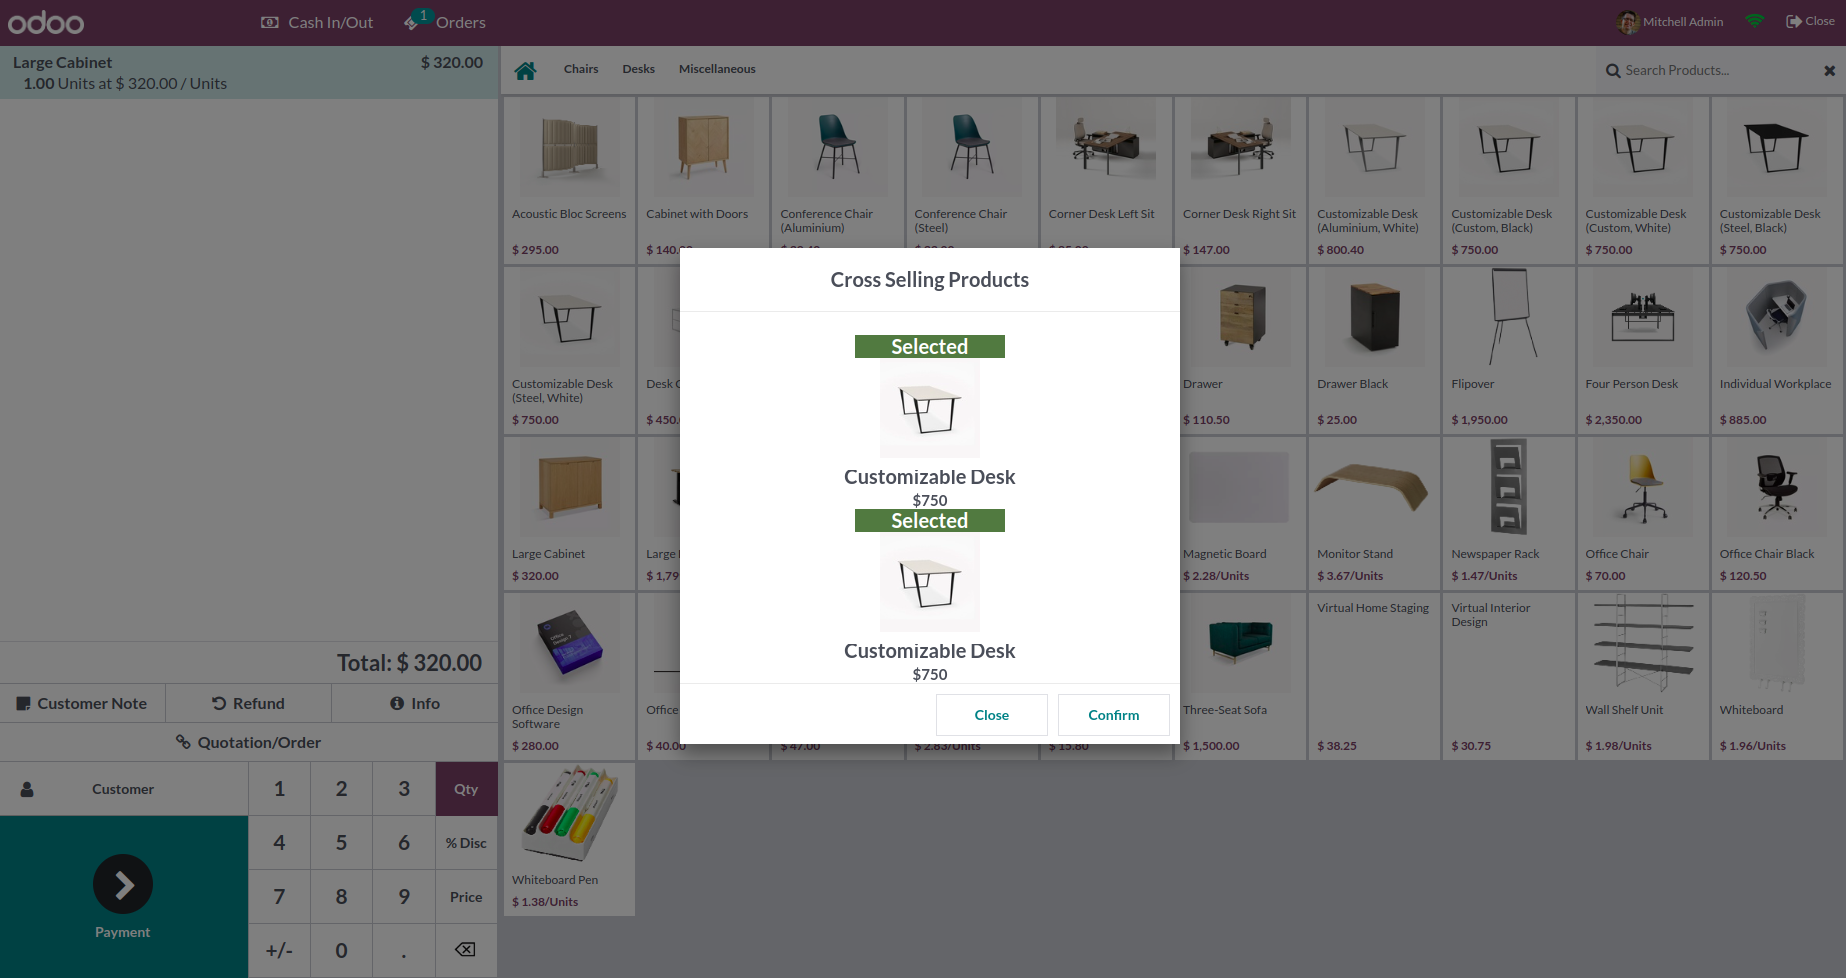 odoo
Cash In/Out
1
Orders
Mitchell Admin
Close
Large Cabinet
$ 320.00
1.00 Units at $ 320.00 / Units
Chairs
Desks
Miscellaneous
Search Products...
Acoustic Bloc Screens
$ 295.00
Cabinet with Doors
$ 140.
Conference Chair
(Aluminium)
Conference Chair
(Steel)
Corner Desk Left Sit
Corner Desk Right Sit
$ 147.00
Customizable Desk
(Aluminium, White)
$ 800.40
Customizable Desk
(Custom, Black)
$ 750.00
Customizable Desk
(Custom, White)
$ 750.00
Customizable Desk
(Steel, Black)
$ 750.00
Customizable Desk
(Steel, White)
$ 750.00
Desk
$ 450.
Drawer
$ 110.50
Drawer Black
$ 25.00
Flipover
$ 1,950.00
Four Person Desk
$ 2,350.00
Individual Workplace
$ 885.00
Cross Selling Products
Selected
Customizable Desk
$750
Selected
Customizable Desk
$750
Close
Confirm
Large Cabinet
$ 320.00
Large
$ 1,79
Magnetic Board
$ 2.28/Units
Monitor Stand
$ 3.67/Units
Newspaper Rack
$ 1.47/Units
Office Chair
$ 70.00
Office Chair Black
$ 120.50
Office Design
Software
$ 280.00
Office
$ 40.00
$ 47.00
$ 2.83/Units
$ 15.80
Three-Seat Sofa
$ 1,500.00
Virtual Home Staging
$ 38.25
Virtual Interior
Design
$ 30.75
Wall Shelf Unit
$ 1.98/Units
Whiteboard
$ 1.96/Units
Whiteboard Pen
$ 1.38/Units
Total: $ 320.00
Customer Note
Refund
Info
Quotation/Order
Customer
1
2
3
Qty
4
5
6
% Disc
7
8
9
Price
+/-
0
.
Payment